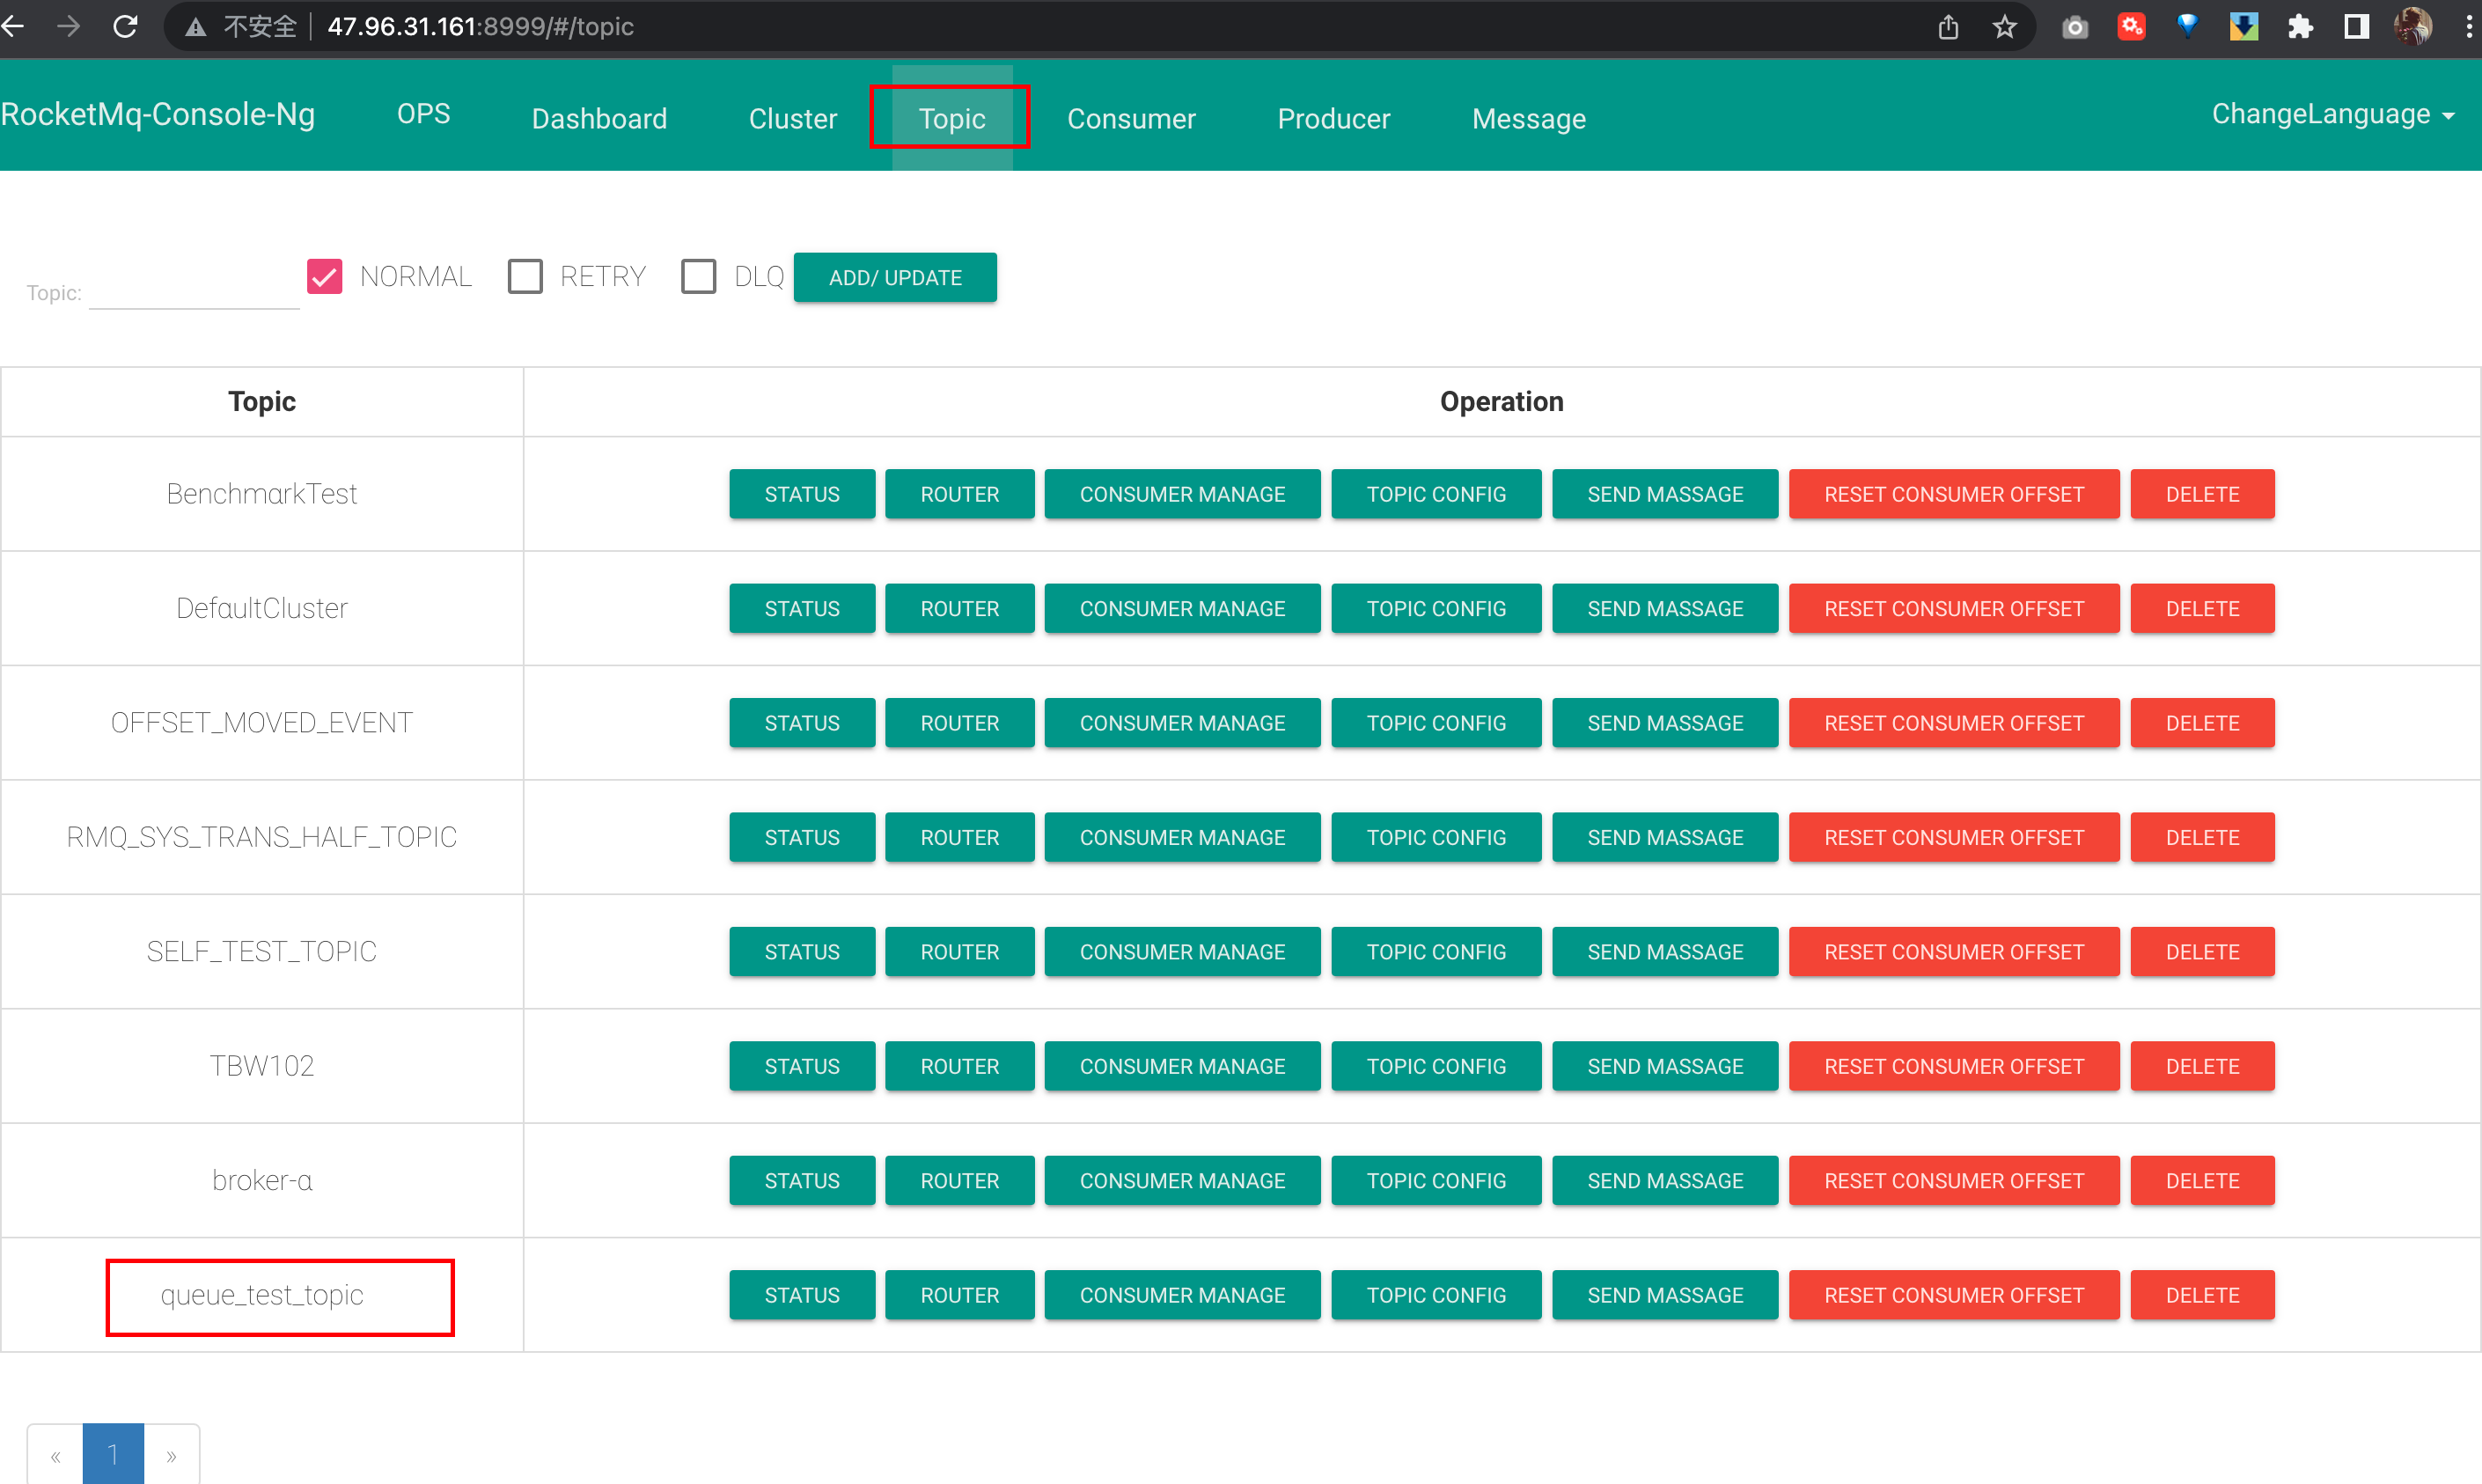 不安全 47.96.31.161:8999/#/topic
RocketMq-Console-Ng OPS Dashboard Cluster Topic Consumer Producer Message ChangeLanguage
Topic: NORMAL RETRY DLQ ADD/ UPDATE
Topic Operation
BenchmarkTest STATUS ROUTER CONSUMER MANAGE TOPIC CONFIG SEND MASSAGE RESET CONSUMER OFFSET DELETE
DefaultCluster STATUS ROUTER CONSUMER MANAGE TOPIC CONFIG SEND MASSAGE RESET CONSUMER OFFSET DELETE
OFFSET_MOVED_EVENT STATUS ROUTER CONSUMER MANAGE TOPIC CONFIG SEND MASSAGE RESET CONSUMER OFFSET DELETE
RMQ_SYS_TRANS_HALF_TOPIC STATUS ROUTER CONSUMER MANAGE TOPIC CONFIG SEND MASSAGE RESET CONSUMER OFFSET DELETE
SELF_TEST_TOPIC STATUS ROUTER CONSUMER MANAGE TOPIC CONFIG SEND MASSAGE RESET CONSUMER OFFSET DELETE
TBW102 STATUS ROUTER CONSUMER MANAGE TOPIC CONFIG SEND MASSAGE RESET CONSUMER OFFSET DELETE
broker-a STATUS ROUTER CONSUMER MANAGE TOPIC CONFIG SEND MASSAGE RESET CONSUMER OFFSET DELETE
queue_test_topic STATUS ROUTER CONSUMER MANAGE TOPIC CONFIG SEND MASSAGE RESET CONSUMER OFFSET DELETE
« 1 »